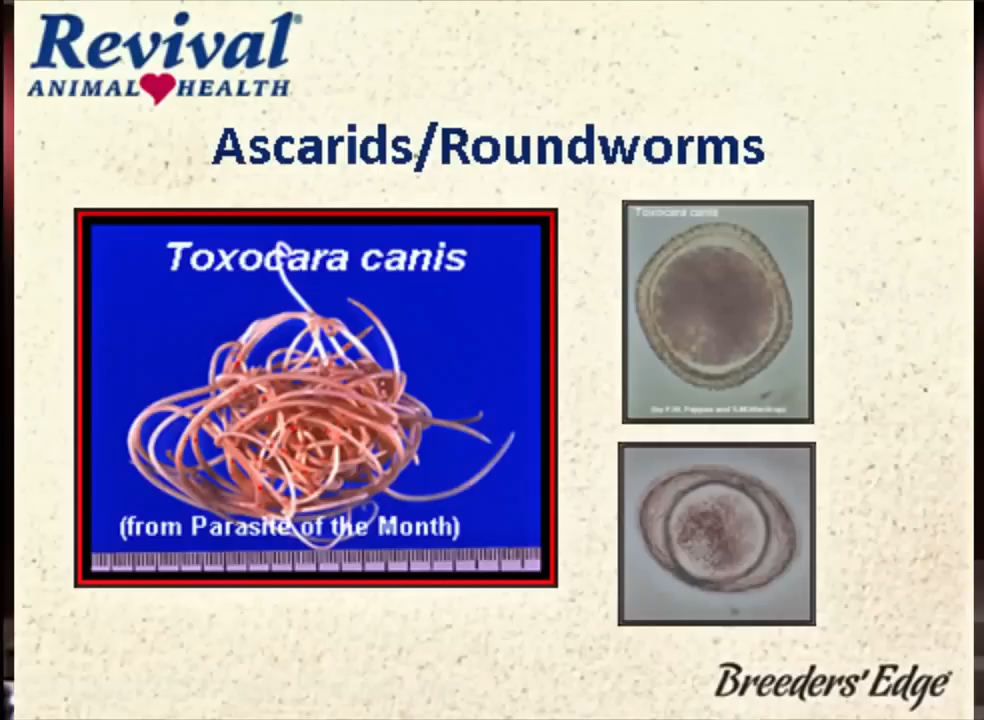 Revival®
ANIMAL HEALTH
Ascarids/Roundworms
Toxocara canis
(from Parasite of the Month)
Toxocara canis
Breeders' Edge